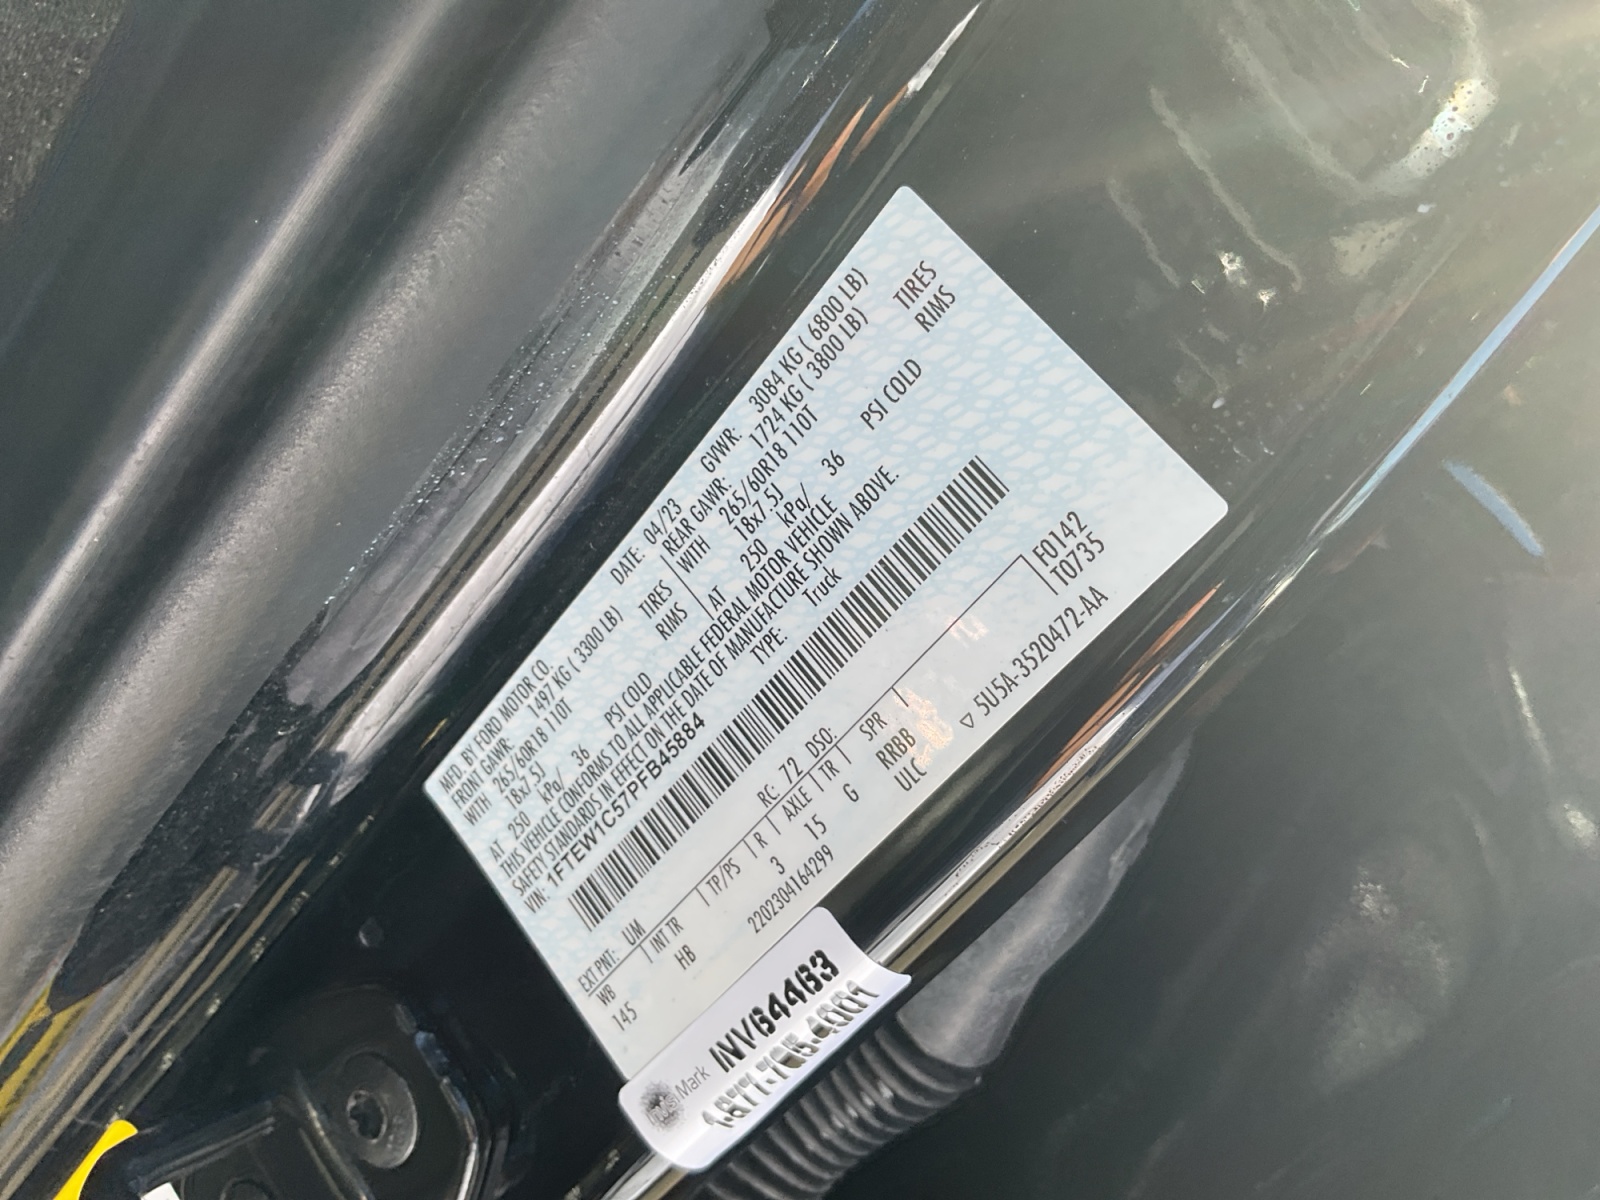 MFD. BY FORD MOTOR CO. DATE: 04/23 GVWR: 3084 KG ( 6800 LB)
FRONT GAWR: 1497 KG ( 3300 LB) REAR GAWR: 1724 KG ( 3800 LB)
WITH 265/60R18 110T TIRES WITH 265/60R18 110T TIRES
18x7.5J RIMS 18x7.5J RIMS
AT 250 kPa/ 36 PSI COLD AT 250 kPa/ 36 PSI COLD
THIS VEHICLE CONFORMS TO ALL APPLICABLE FEDERAL MOTOR VEHICLE
SAFETY STANDARDS IN EFFECT ON THE DATE OF MANUFACTURE SHOWN ABOVE.
VIN: 1FTEW1C57PFB45884 TYPE: Truck
EXT PNT: UM RC: 72 DSO: F0142
WB INT TR TP/PS R AXLE TR SPR T0735
145 HB 3 15 G RRBB
2202304164299 ULC ▽ 5U5A-3520472-AA
Mark